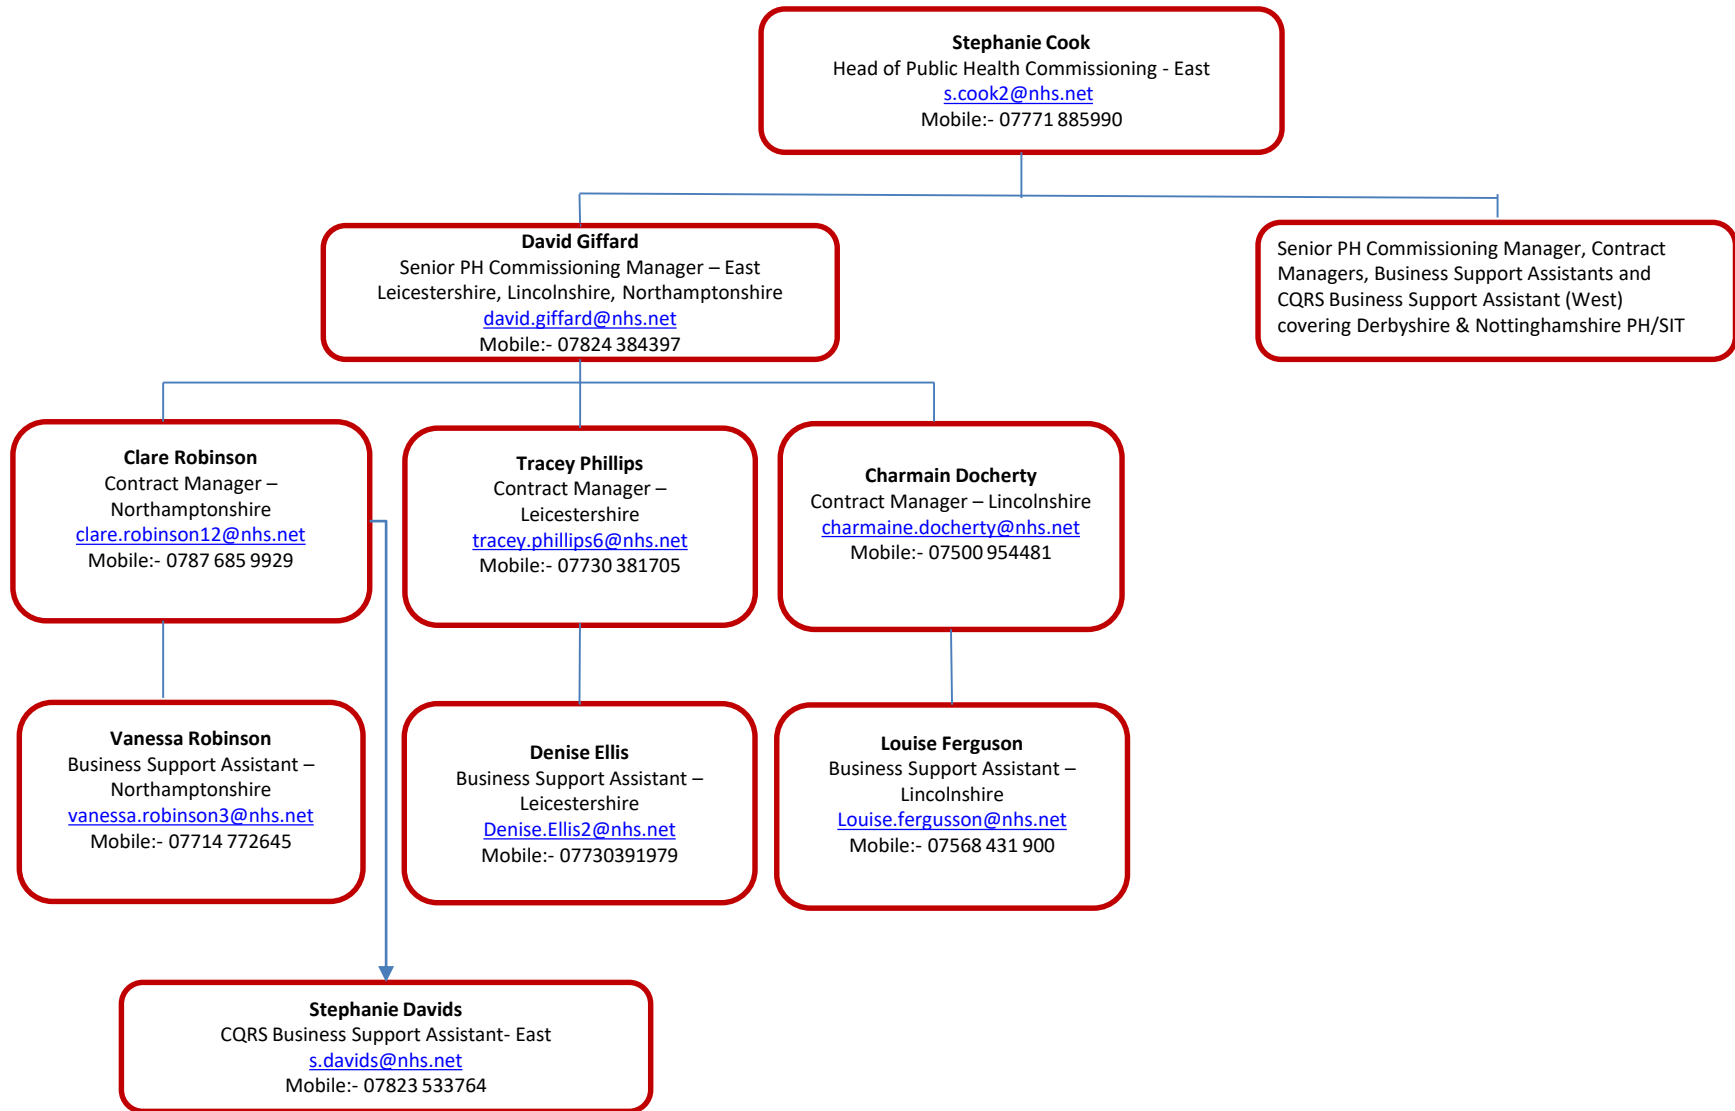 Stephanie Cook
Head of Public Health Commissioning - East
s.cook2@nhs.net
Mobile:- 07771 885990
David Giffard
Senior PH Commissioning Manager – East
Leicestershire, Lincolnshire, Northamptonshire
david.giffard@nhs.net
Mobile:- 07824 384397
Senior PH Commissioning Manager, Contract
Managers, Business Support Assistants and
CQRS Business Support Assistant (West)
covering Derbyshire & Nottinghamshire PH/SIT
Clare Robinson
Contract Manager –
Northamptonshire
clare.robinson12@nhs.net
Mobile:- 0787 685 9929
Tracey Phillips
Contract Manager –
Leicestershire
tracey.phillips6@nhs.net
Mobile:- 07730 381705
Charmain Docherty
Contract Manager – Lincolnshire
charmaine.docherty@nhs.net
Mobile:- 07500 954481
Vanessa Robinson
Business Support Assistant –
Northamptonshire
vanessa.robinson3@nhs.net
Mobile:- 07714 772645
Denise Ellis
Business Support Assistant –
Leicestershire
Denise.Ellis2@nhs.net
Mobile:- 07730391979
Louise Ferguson
Business Support Assistant –
Lincolnshire
Louise.fergusson@nhs.net
Mobile:- 07568 431 900
Stephanie Davids
CQRS Business Support Assistant- East
s.davids@nhs.net
Mobile:- 07823 533764